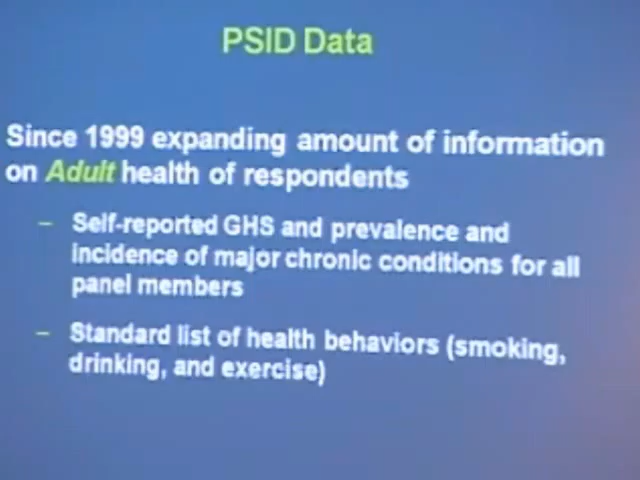 PSID Data
Since 1999 expanding amount of information
on Adult health of respondents
– Self-reported GHS and prevalence and
incidence of major chronic conditions for all
panel members
– Standard list of health behaviors (smoking,
drinking, and exercise)